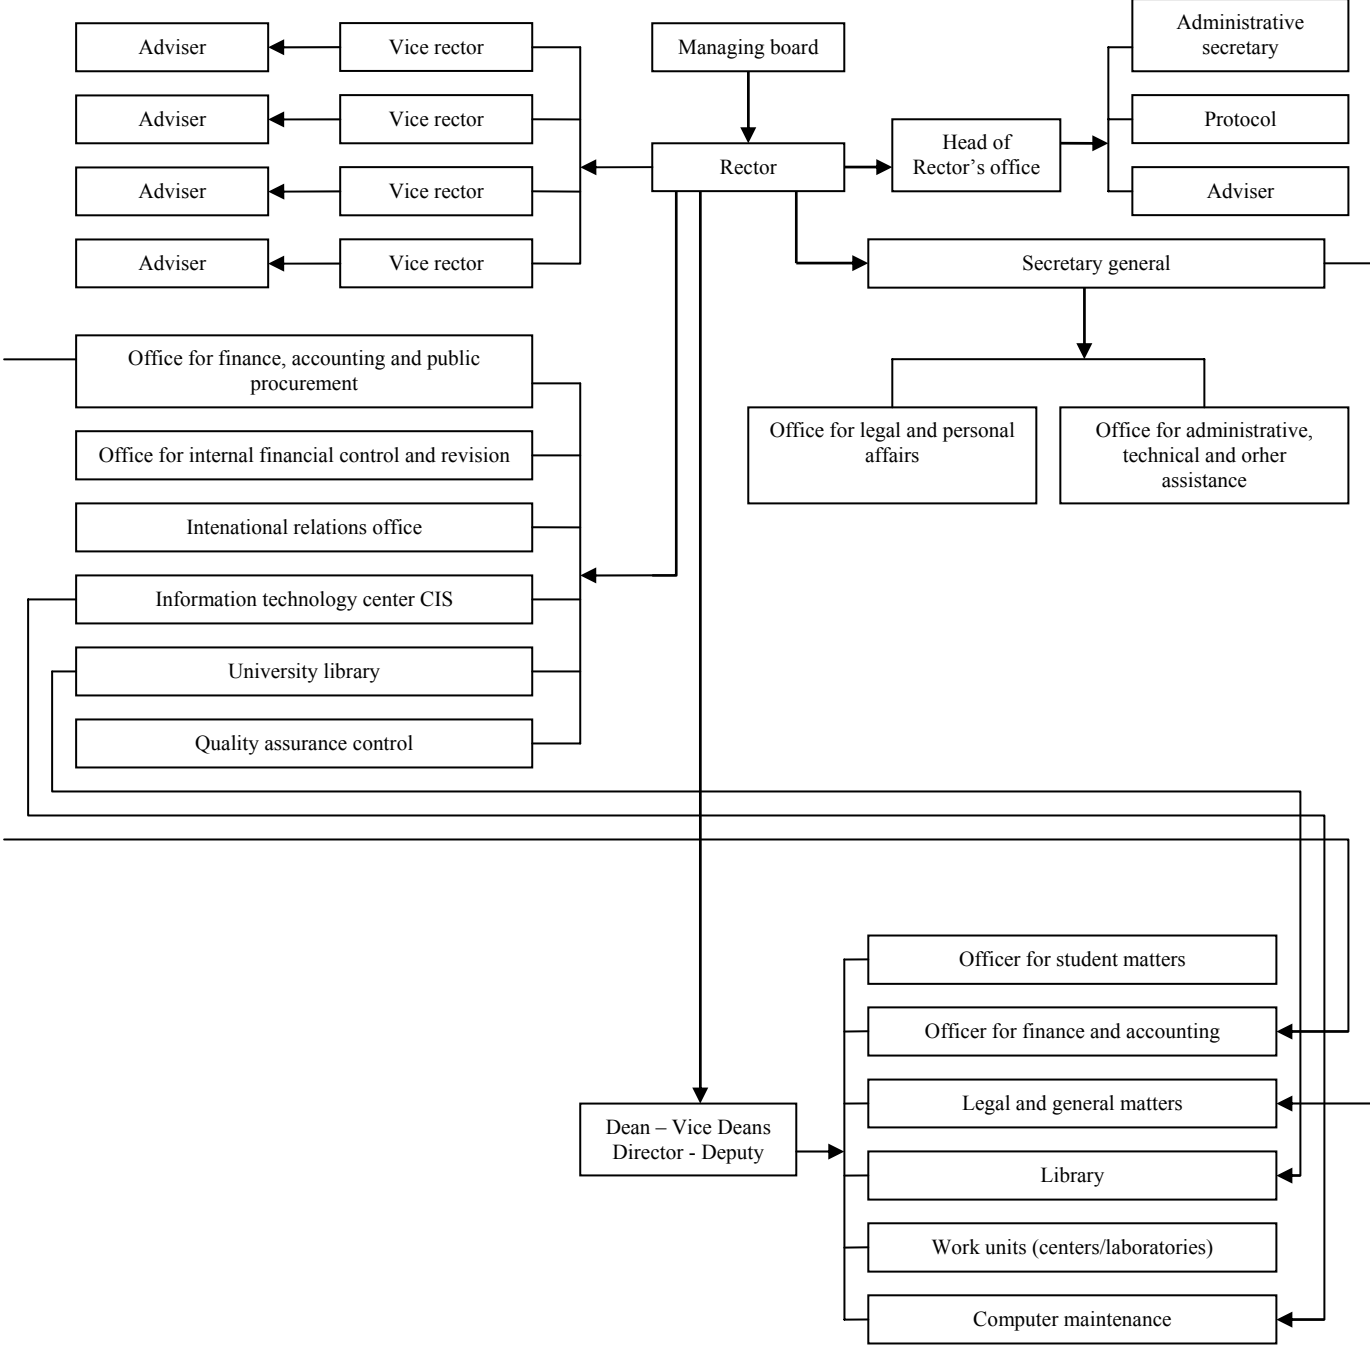 Adviser
Vice rector
Managing board
Administrative
secretary
Adviser
Vice rector
Head of
Rector’s office
Protocol
Rector
Adviser
Vice rector
Adviser
Adviser
Vice rector
Secretary general
Office for finance, accounting and public
procurement
Office for legal and personal
affairs
Office for administrative,
technical and orher
assistance
Office for internal financial control and revision
Intenational relations office
Information technology center CIS
University library
Quality assurance control
Officer for student matters
Officer for finance and accounting
Dean – Vice Deans
Director - Deputy
Legal and general matters
Library
Work units (centers/laboratories)
Computer maintenance